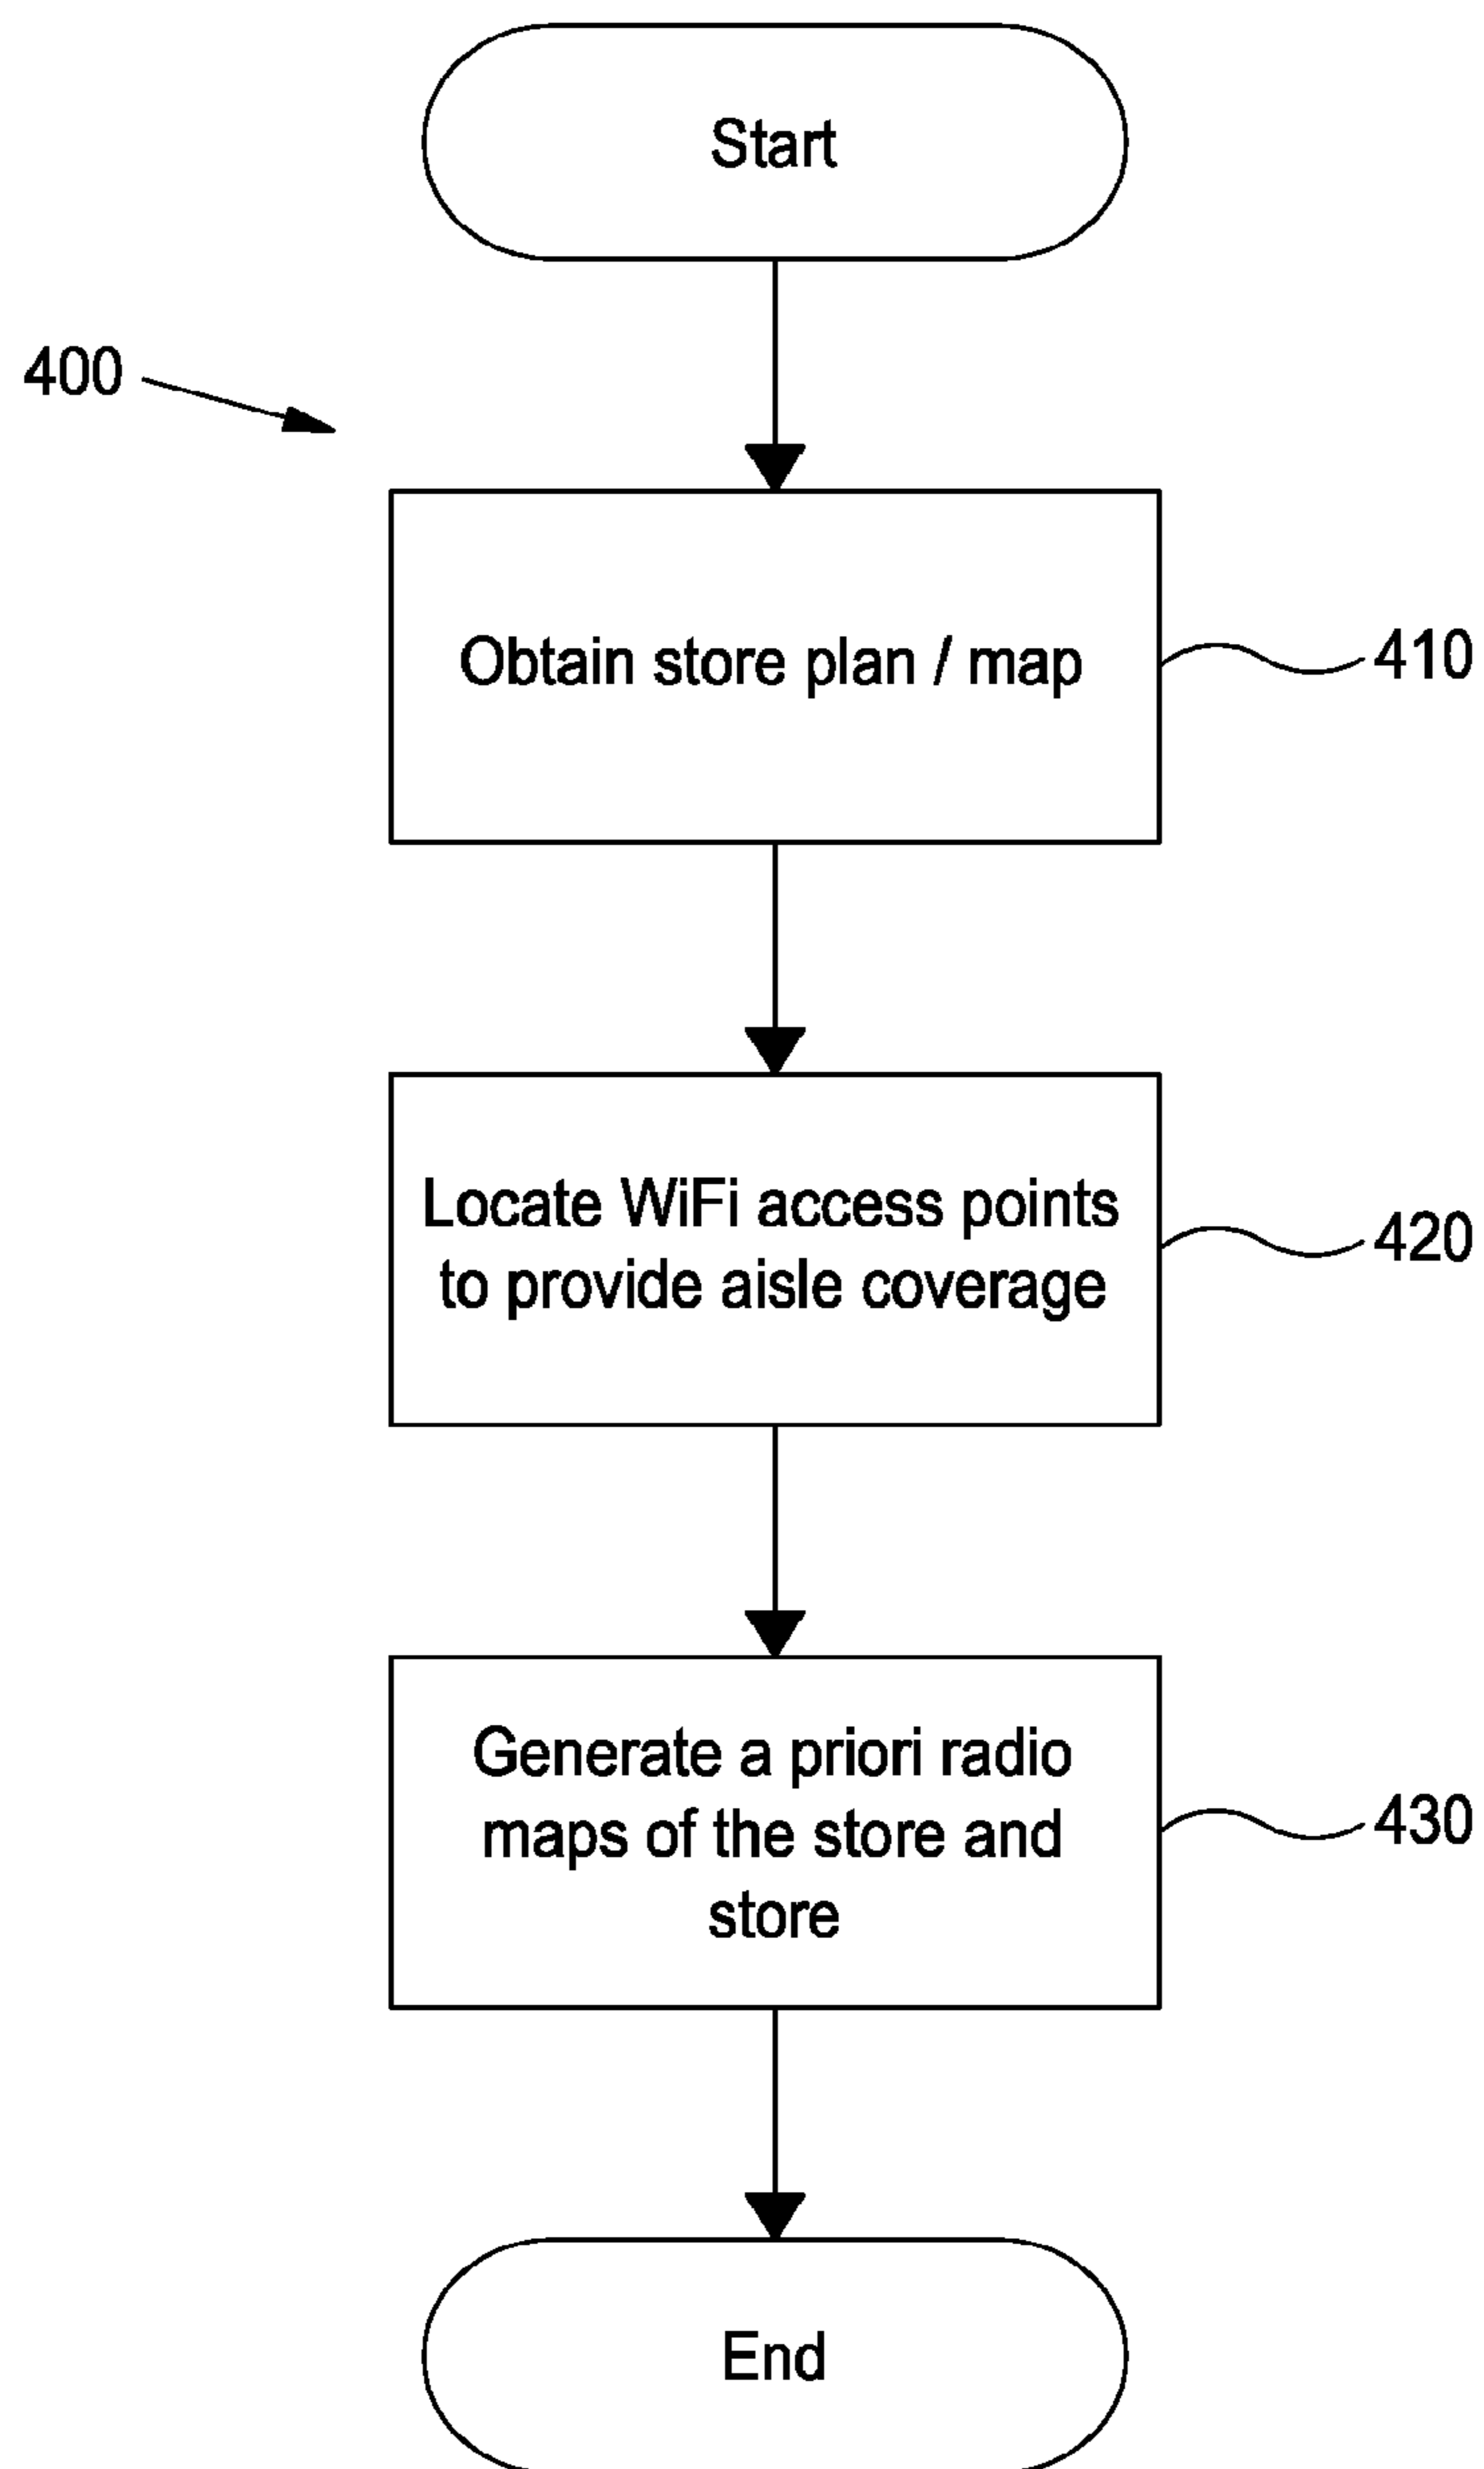 Start
400
Obtain store plan / map
410
Locate WiFi access points
to provide aisle coverage
420
Generate a priori radio
maps of the store and
store
430
End